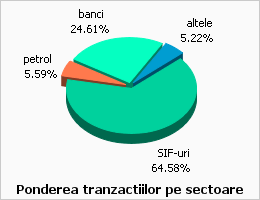 banci
24.61%
altele
5.22%
petrol
5.59%
SIF-uri
64.58%
Ponderea tranzactiilor pe sectoare